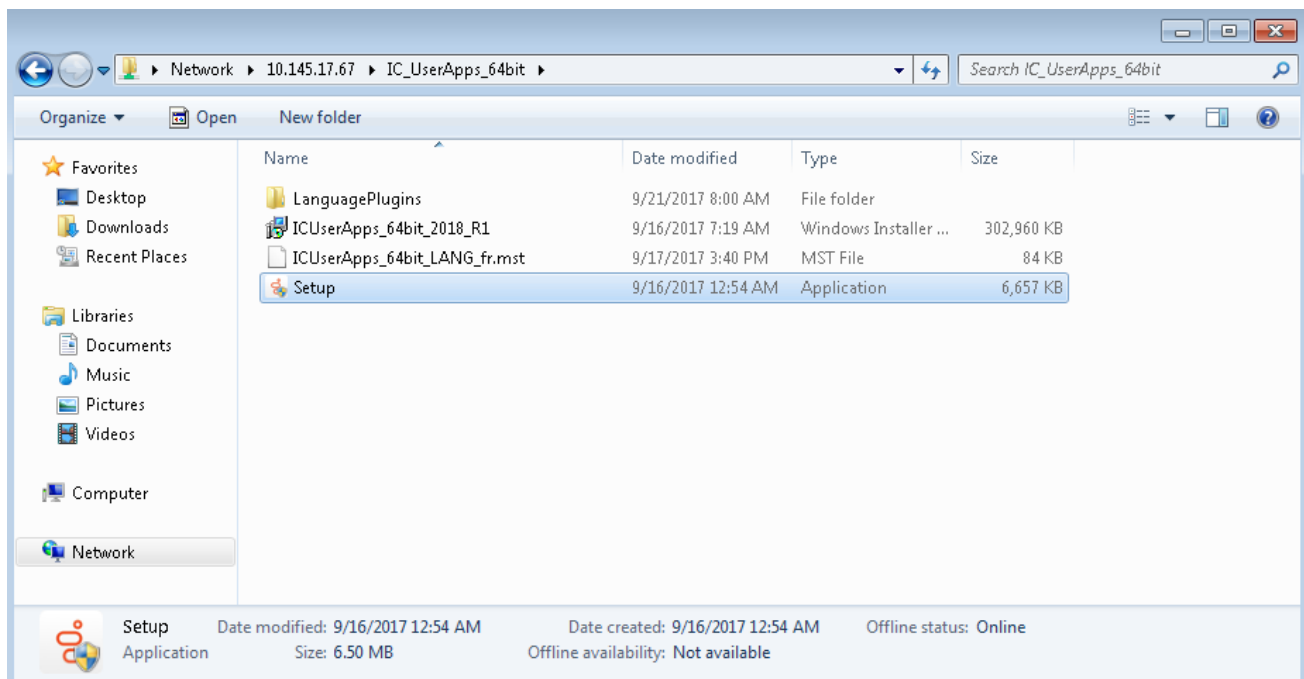 Network 10.145.17.67 IC_UserApps_64bit Search IC_UserApps_64bit
Organize Open New folder
Favorites
Desktop
Downloads
Recent Places
Libraries
Documents
Music
Pictures
Videos
Computer
Network
Name Date modified Type Size
LanguagePlugins 9/21/2017 8:00 AM File folder
ICUserApps_64bit_2018_R1 9/16/2017 7:19 AM Windows Installer ... 302,960 KB
ICUserApps_64bit_LANG_fr.mst 9/17/2017 3:40 PM MST File 84 KB
Setup 9/16/2017 12:54 AM Application 6,657 KB
Setup Date modified: 9/16/2017 12:54 AM Date created: 9/16/2017 12:54 AM Offline status: Online
Application Size: 6.50 MB Offline availability: Not available